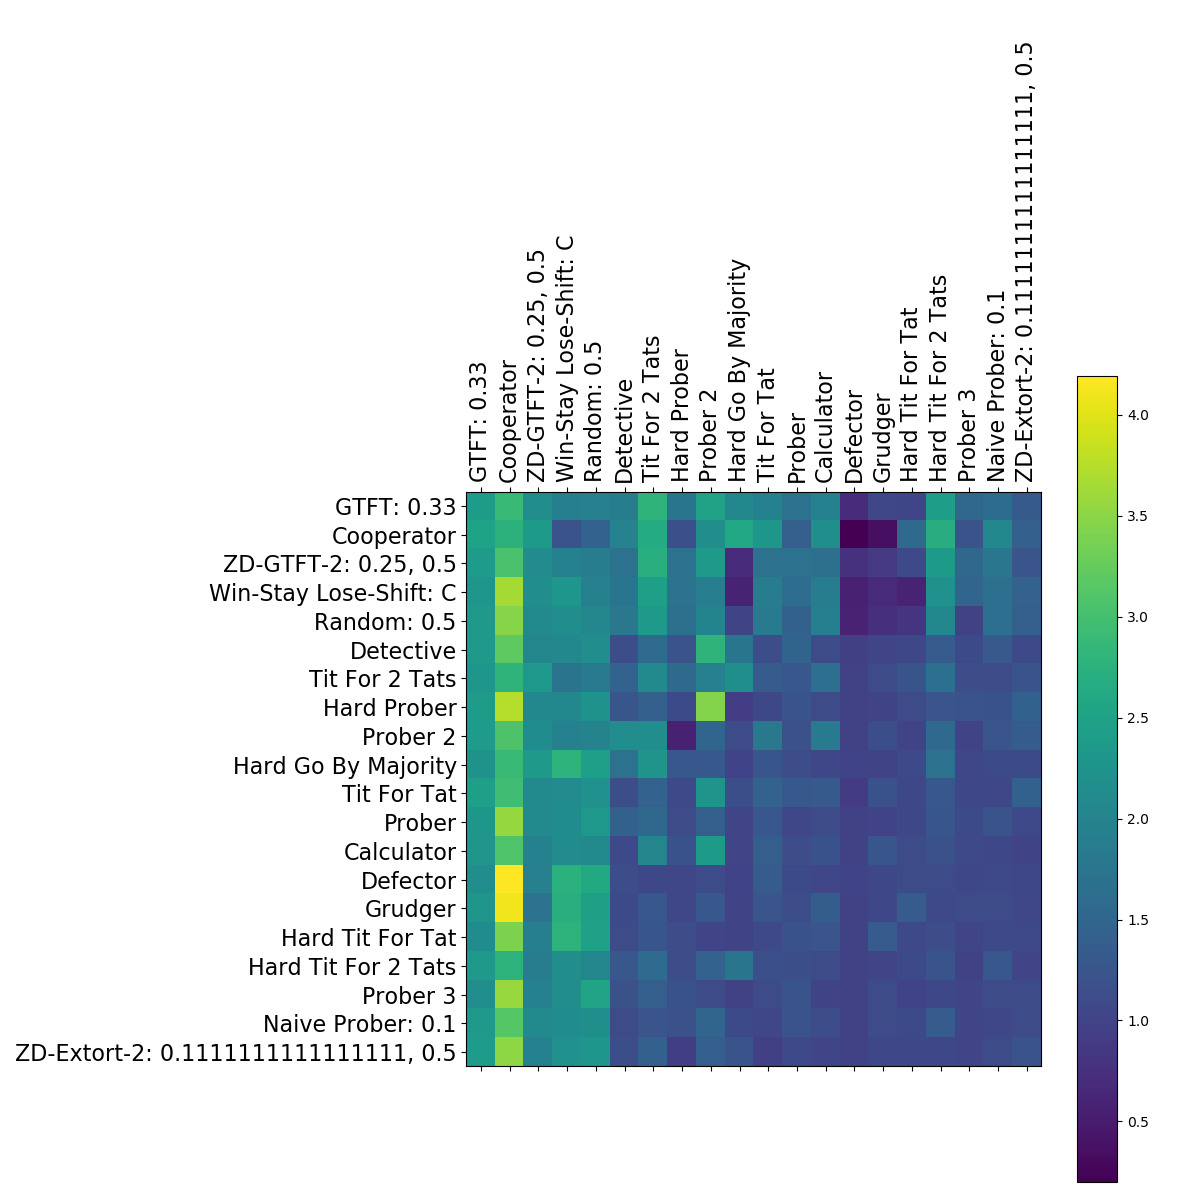 GTFT: 0.33
Cooperator
ZD-GTFT-2: 0.25, 0.5
Win-Stay Lose-Shift: C
Random: 0.5
Detective
Tit For 2 Tats
Hard Prober
Prober 2
Hard Go By Majority
Tit For Tat
Prober
Calculator
Defector
Grudger
Hard Tit For Tat
Hard Tit For 2 Tats
Prober 3
Naive Prober: 0.1
ZD-Extort-2: 0.1111111111111111, 0.5
GTFT: 0.33
Cooperator
ZD-GTFT-2: 0.25, 0.5
Win-Stay Lose-Shift: C
Random: 0.5
Detective
Tit For 2 Tats
Hard Prober
Prober 2
Hard Go By Majority
Tit For Tat
Prober
Calculator
Defector
Grudger
Hard Tit For Tat
Hard Tit For 2 Tats
Prober 3
Naive Prober: 0.1
ZD-Extort-2: 0.1111111111111111, 0.5
4.0
3.5
3.0
2.5
2.0
1.5
1.0
0.5